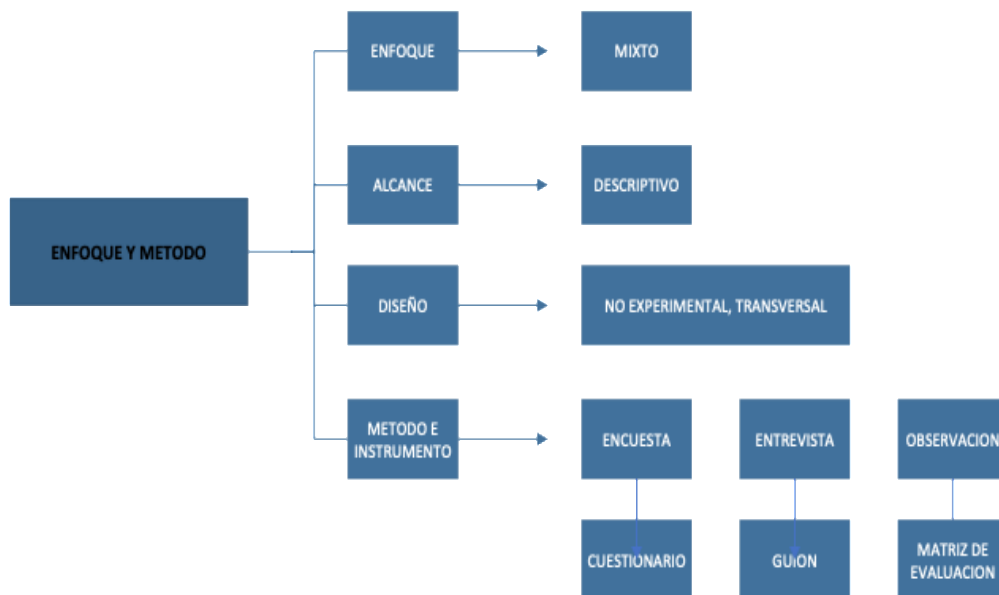 ENFOQUE
MIXTO
ALCANCE
DESCRIPTIVO
ENFOQUE Y METODO
DISEÑO
NO EXPERIMENTAL, TRANSVERSAL
METODO E
INSTRUMENTO
ENCUESTA
ENTREVISTA
OBSERVACION
CUESTIONARIO
GUION
MATRIZ DE
EVALUACION